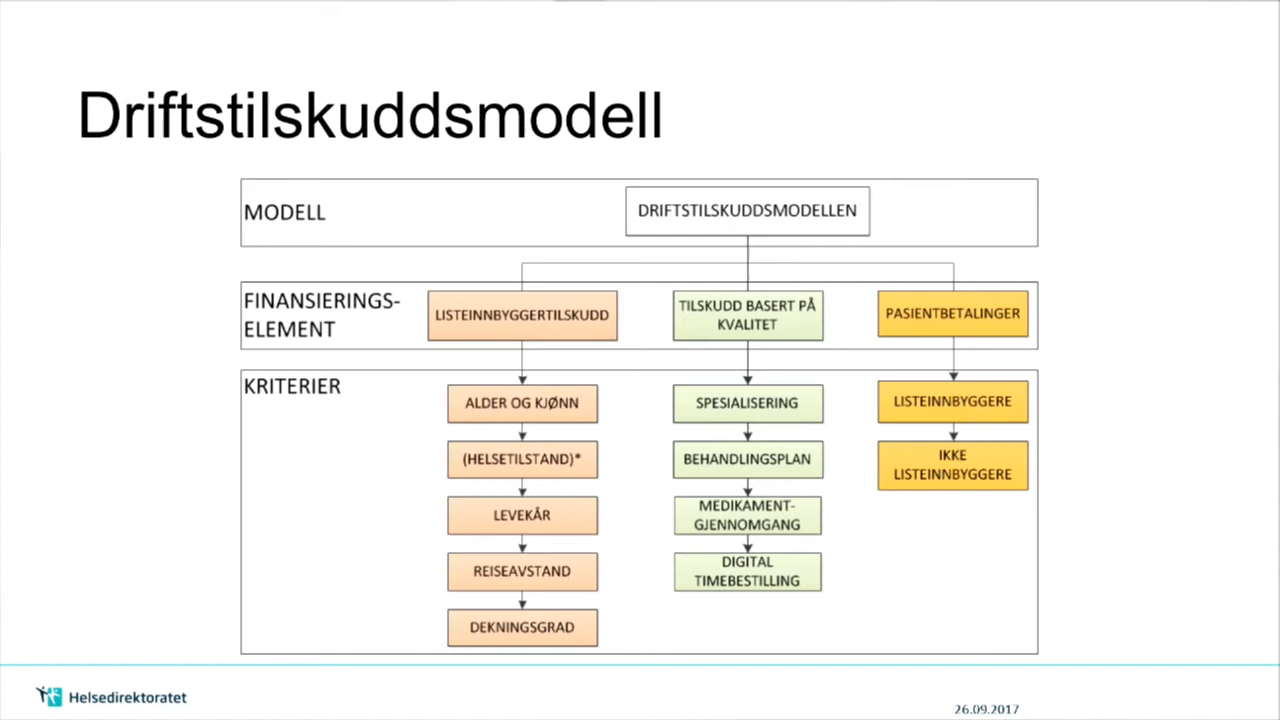 Driftstilskuddsmodell
MODELL
DRIFTSTILSKUDDSMODELLEN
FINANSIERINGS-
ELEMENT
LISTEINNBYGGERTILSKUDD
TILSKUDD BASERT PÅ
KVALITET
PASIENTBETALINGER
KRITERIER
ALDER OG KJØNN
(HELSETILSTAND)*
LEVEKÅR
REISEAVSTAND
DEKNINGSGRAD
SPESIALISERING
BEHANDLINGSPLAN
MEDIKAMENT-
GJENNOMGANG
DIGITAL
TIMEBESTILLING
LISTEINNBYGGERE
IKKE
LISTEINNBYGGERE
Helsedirektoratet
26.09.2017